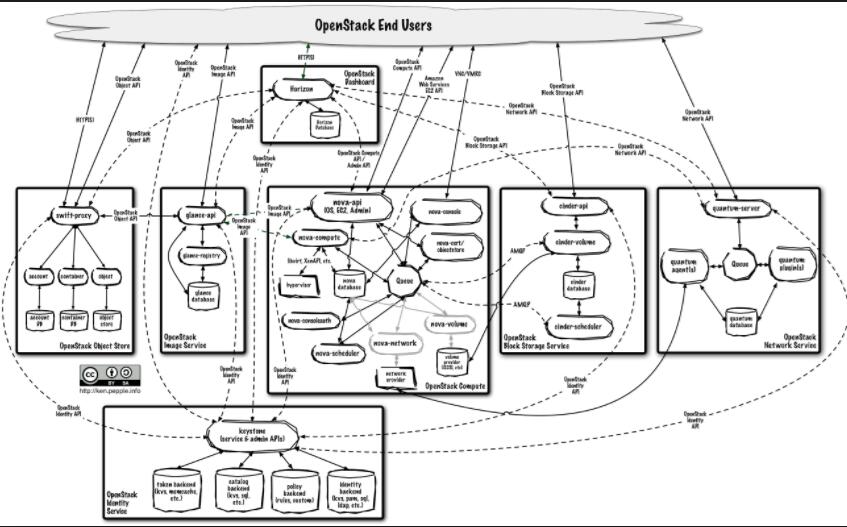 OpenStack End Users
HTTP(S)
OpenStack
Object API
OpenStack
Identity
API
OpenStack
Image API
HTTP(S)
OpenStack
Dashboard
Horizon
Horizon
Database
OpenStack
Compute API
Amazon
Web Services
EC2 API
VNC/VMRC
OpenStack
Block Storage API
OpenStack
Network API
OpenStack
Object API
OpenStack
Image API
OpenStack
Identity
API
OpenStack Compute
API /
Admin API
OpenStack
Block Storage API
OpenStack
Network API
OpenStack
Network API
swift-proxy
OpenStack
Object API
account
container
object
account
DB
container
DB
object
store
OpenStack Object Store
glance-api
OpenStack
Image API
OpenStack
Image
API
glance-registry
glance
database
OpenStack
Image Service
nova-api
(OS, EC2, Admin)
nova-console
nova-compute
nova-cert/
objectstore
libvirt, XenAPI, etc.
hypervisor
nova
database
Queue
nova-consoleauth
nova-volume
nova-network
nova-scheduler
network
provider
volume
provider
OpenStack Compute
AMQP
AMQP
cinder-api
cinder-volume
cinder
database
cinder-scheduler
OpenStack
Block Storage Service
quantum-server
quantum
agent(s)
Queue
quantum
plugin(s)
quantum
database
OpenStack
Network Service
CC
BY SA
http://ken.pepple.info
OpenStack
Identity
API
OpenStack
Identity
API
OpenStack
Identity
API
OpenStack
Identity
API
OpenStack
Identity
API
keystone
(service & admin APIs)
token backend
(kvs, memcache,
etc.)
catalog
backend
(kvs, sql,
etc.)
policy
backend
(rules, custom)
identity
backend
(kvs, pam, sql,
ldap, etc.)
OpenStack
Identity
Service